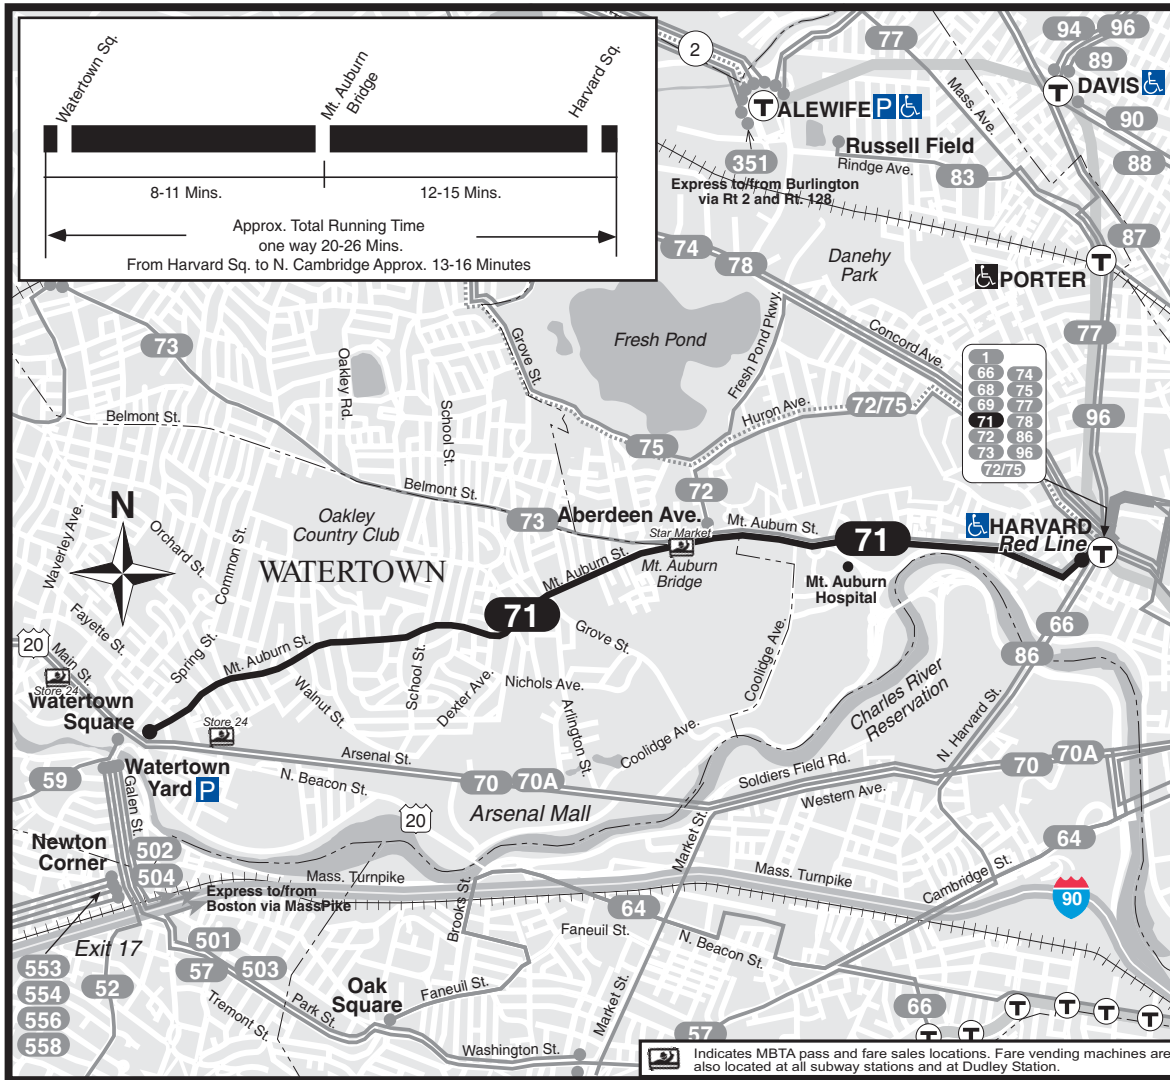 Watertown Sq.
Mt. Auburn
Bridge
Harvard Sq.
8-11 Mins.
12-15 Mins.
Approx. Total Running Time
one way 20-26 Mins.
From Harvard Sq. to N. Cambridge Approx. 13-16 Minutes
2
77
94
96
89
DAVIS
T
T
ALEWIFE P
Mass. Ave.
90
88
351
Russell Field
Rindge Ave.
83
Express to/from Burlington
via Rt 2 and Rt. 128
87
74
78
Danehy
Park
T
PORTER
73
Fresh Pond
Fresh Pond Pkwy.
Concord Ave.
77
Grove St.
Oakley Rd.
1
66
74
68
75
69
77
71
78
72
86
73
96
72/75
Belmont St.
School St.
Huron Ave.
72/75
96
75
Belmont St.
72
73
Aberdeen Ave.
Star Market
Mt. Auburn St.
71
HARVARD
Red Line
T
N
Waverley Ave.
Orchard St.
Common St.
Oakley
Country Club
WATERTOWN
Mt. Auburn St.
Mt. Auburn
Bridge
Mt. Auburn
Hospital
71
Fayette St.
20
Main St.
Spring St.
Mt. Auburn St.
Grove St.
Coolidge Ave.
66
86
Store 24
Watertown
Square
Walnut St.
School St.
Dexter Ave.
Nichols Ave.
Arlington St.
Coolidge Ave.
Charles River
Reservation
N. Harvard St.
Store 24
Arsenal St.
59
Watertown
Yard P
N. Beacon St.
70
70A
Soldiers Field Rd.
Western Ave.
70
70A
Galen St.
20
Arsenal Mall
Market St.
64
Newton
Corner
502
504
Mass. Turnpike
Mass. Turnpike
Cambridge St.
90
Express to/from
Boston via MassPike
Brooks St.
64
Faneuil St.
N. Beacon St.
Exit 17
501
57
503
553
554
556
558
52
Tremont St.
Park St.
Oak
Square
Faneuil St.
Market St.
66
57
T
T
T
T
T
T
Washington St.
Indicates MBTA pass and fare sales locations. Fare vending machines are
also located at all subway stations and at Dudley Station.